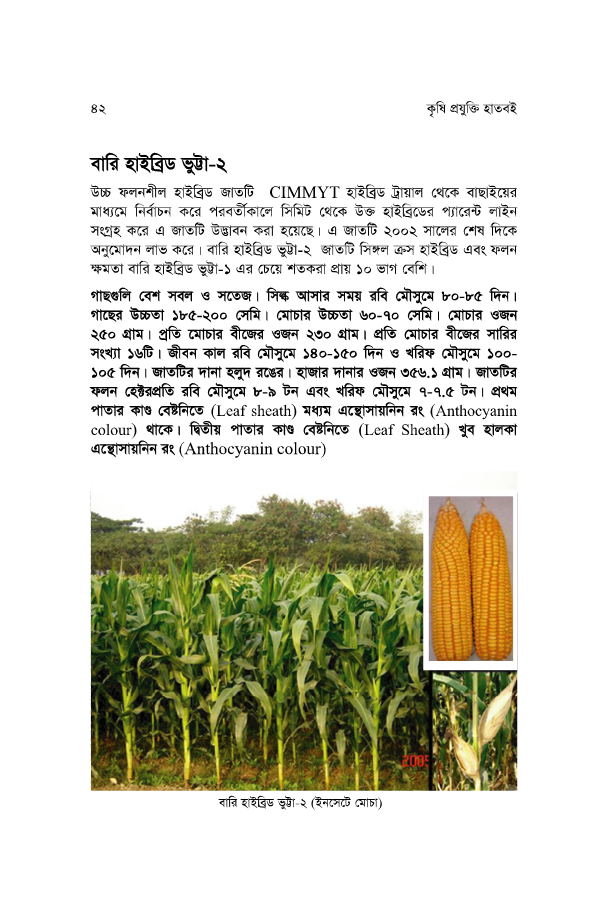 ৪২ কৃষি প্রযুক্তি হাতবই
বারি হাইব্রিড ভুট্টা-২
উচ্চ ফলনশীল হাইব্রিড জাতটি CIMMYT হাইব্রিড ট্রায়াল থেকে বাছাইয়ের
মাধ্যমে নির্বাচন করে পরবর্তীকালে সিমিট থেকে উক্ত হাইব্রিডের প্যারেন্ট লাইন
সংগ্রহ করে এ জাতটি উদ্ভাবন করা হয়েছে। এ জাতটি ২০০২ সালের শেষ দিকে
অনুমোদন লাভ করে। বারি হাইব্রিড ভুট্টা-২ জাতটি সিঙ্গল ক্রস হাইব্রিড এবং ফলন
ক্ষমতা বারি হাইব্রিড ভুট্টা-১ এর চেয়ে শতকরা প্রায় ১০ ভাগ বেশি।
গাছগুলি বেশ সবল ও সতেজ। সিল্ক আসার সময় রবি মৌসুমে ৮০-৮৫ দিন।
গাছের উচ্চতা ১৮৫-২০০ সেমি। মোচার উচ্চতা ৬০-৭০ সেমি। মোচার ওজন
২৫০ গ্রাম। প্রতি মোচার বীজের ওজন ২৩০ গ্রাম। প্রতি মোচার বীজের সারির
সংখ্যা ১৬টি। জীবন কাল রবি মৌসুমে ১৪০-১৫০ দিন ও খরিফ মৌসুমে ১০০-
১০৫ দিন। জাতটির দানা হলুদ রঙের। হাজার দানার ওজন ৩৫৬.১ গ্রাম। জাতটির
ফলন হেক্টরপ্রতি রবি মৌসুমে ৮-৯ টন এবং খরিফ মৌসুমে ৭-৭.৫ টন। প্রথম
পাতার কাণ্ড বেষ্টনিতে (Leaf sheath) মধ্যম এন্থোসায়নিন রং (Anthocyanin
colour) থাকে। দ্বিতীয় পাতার কাণ্ড বেষ্টনিতে (Leaf Sheath) খুব হালকা
এন্থোসায়নিন রং (Anthocyanin colour)
2005
বারি হাইব্রিড ভুট্টা-২ (ইনসেটে মোচা)